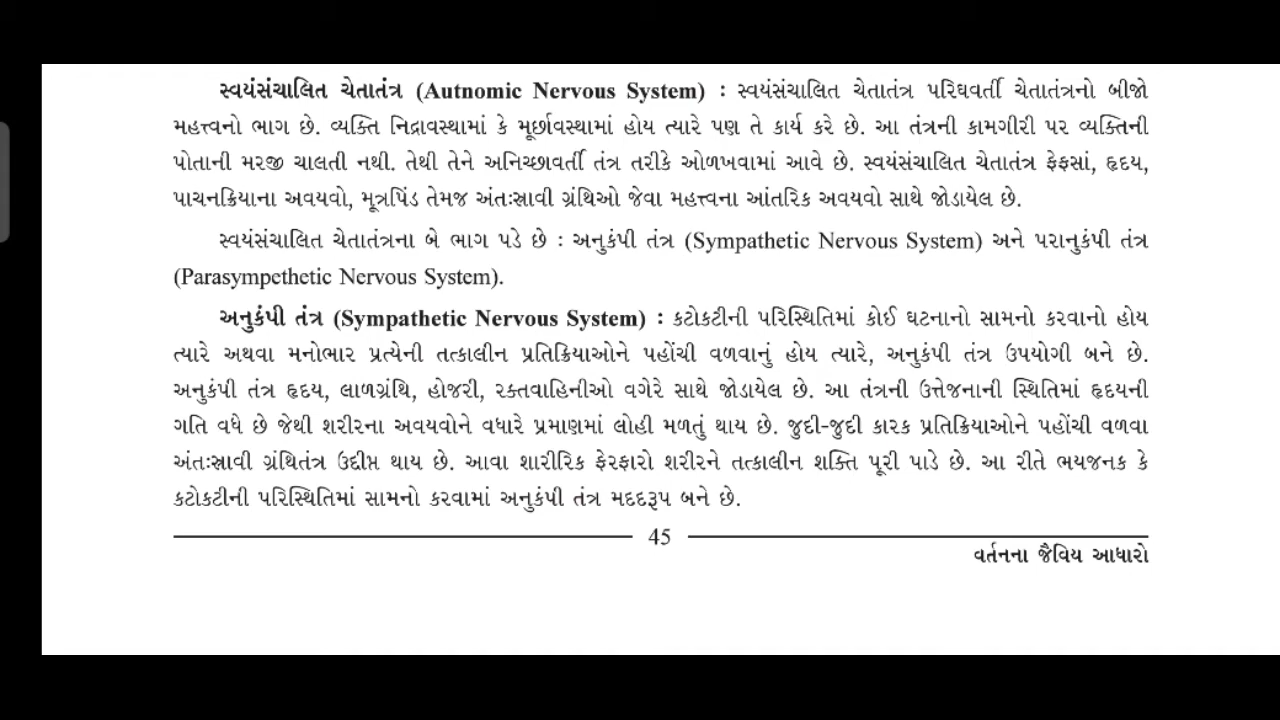 સ્વયંસંચાલિત ચેતાતંત્ર (Autnomic Nervous System) : સ્વયંસંચાલિત ચેતાતંત્ર પરિઘવર્તી ચેતાતંત્રનો બીજો
મહત્ત્વનો ભાગ છે. વ્યક્તિ નિદ્રાવસ્થામાં કે મૂર્છાવસ્થામાં હોય ત્યારે પણ તે કાર્ય કરે છે. આ તંત્રની કામગીરી પર વ્યક્તિની
પોતાની મરજી ચાલતી નથી. તેથી તેને અનિચ્છાવર્તી તંત્ર તરીકે ઓળખવામાં આવે છે. સ્વયંસંચાલિત ચેતાતંત્ર ફેફસાં, હૃદય,
પાચનક્રિયાના અવયવો, મૂત્રપિંડ તેમજ અંતઃસ્રાવી ગ્રંથિઓ જેવા મહત્ત્વના આંતરિક અવયવો સાથે જોડાયેલ છે.
સ્વયંસંચાલિત ચેતાતંત્રના બે ભાગ પડે છે : અનુકંપી તંત્ર (Sympathetic Nervous System) અને પરાનુકંપી તંત્ર
(Parasympethetic Nervous System).
અનુકંપી તંત્ર (Sympathetic Nervous System) : કટોકટીની પરિસ્થિતિમાં કોઈ ઘટનાનો સામનો કરવાનો હોય
ત્યારે અથવા મનોભાર પ્રત્યેની તત્કાલીન પ્રતિક્રિયાઓને પહોંચી વળવાનું હોય ત્યારે, અનુકંપી તંત્ર ઉપયોગી બને છે.
અનુકંપી તંત્ર હૃદય, લાળગ્રંથિ, હોજરી, રક્તવાહિનીઓ વગેરે સાથે જોડાયેલ છે. આ તંત્રની ઉત્તેજનાની સ્થિતિમાં હૃદયની
ગતિ વધે છે જેથી શરીરના અવયવોને વધારે પ્રમાણમાં લોહી મળતું થાય છે. જુદી-જુદી કારક પ્રતિક્રિયાઓને પહોંચી વળવા
અંતઃસ્રાવી ગ્રંથિતંત્ર ઉદ્દીપ્ત થાય છે. આવા શારીરિક ફેરફારો શરીરને તત્કાલીન શક્તિ પૂરી પાડે છે. આ રીતે ભયજનક કે
કટોકટીની પરિસ્થિતિમાં સામનો કરવામાં અનુકંપી તંત્ર મદદરૂપ બને છે.
45
વર્તનના જૈવિય આધારો